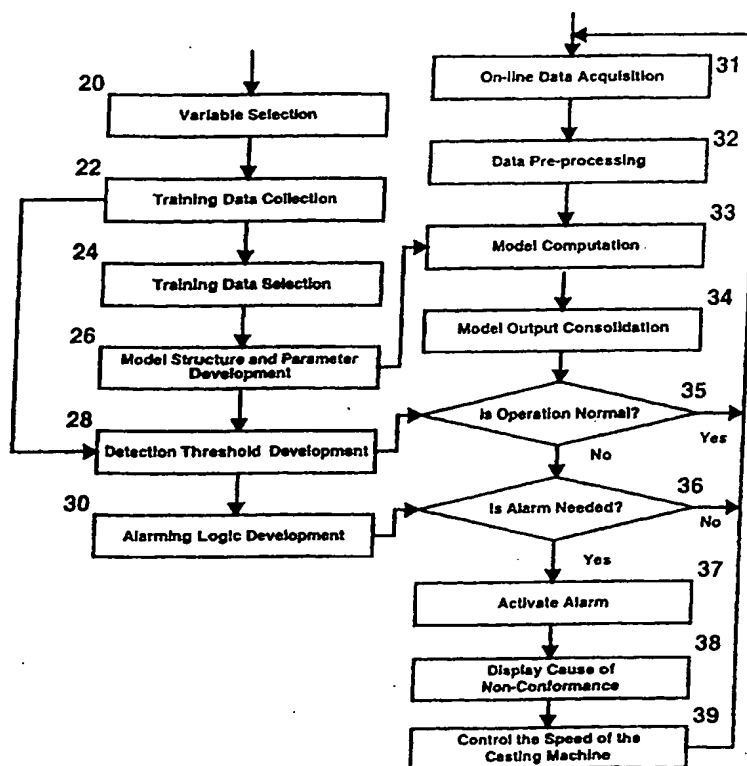 20
Variable Selection
22
Training Data Collection
24
Training Data Selection
26
Model Structure and Parameter
Development
28
Detection Threshold Development
30
Alarming Logic Development
31
On-line Data Acquisition
32
Data Pre-processing
33
Model Computation
34
Model Output Consolidation
35
Is Operation Normal?
Yes
No
36
Is Alarm Needed?
No
Yes
37
Activate Alarm
38
Display Cause of
Non-Conformance
39
Control the Speed of the
Casting Machine